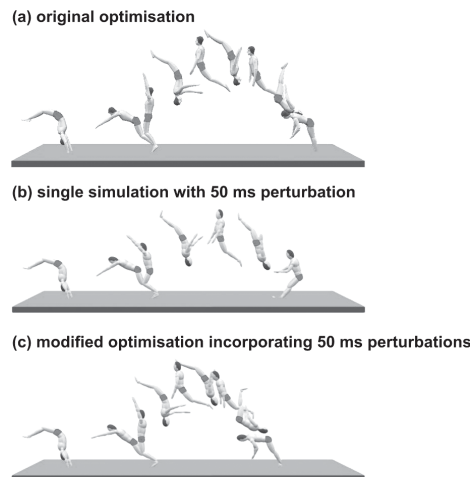 (a) original optimisation
(b) single simulation with 50 ms perturbation
(c) modified optimisation incorporating 50 ms perturbations